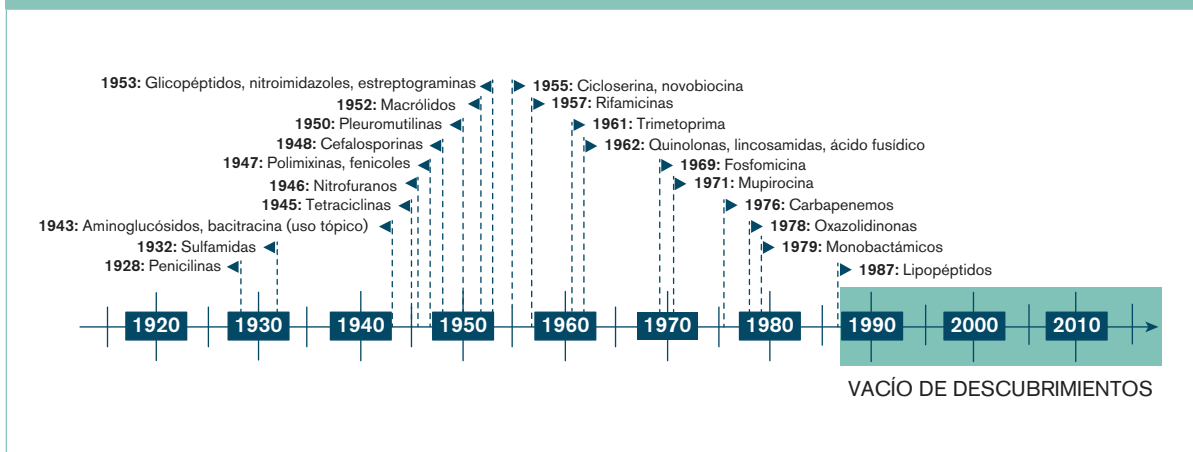 1953: Glicopéptidos, nitroimidazoles, estreptograminas
1955: Cicloserina, novobiocina
1952: Macrólidos
1957: Rifamicinas
1950: Pleuromutilinas
1961: Trimetoprima
1948: Cefalosporinas
1962: Quinolonas, lincosamidas, ácido fusídico
1947: Polimixinas, fenicoles
1969: Fosfomicina
1946: Nitrofuranos
1971: Mupirocina
1945: Tetraciclinas
1976: Carbapenemos
1943: Aminoglucósidos, bacitracina (uso tópico)
1978: Oxazolidinonas
1932: Sulfamidas
1979: Monobactámicos
1928: Penicilinas
1987: Lipopéptidos
1920 1930 1940 1950 1960 1970 1980 1990 2000 2010
VACÍO DE DESCUBRIMIENTOS